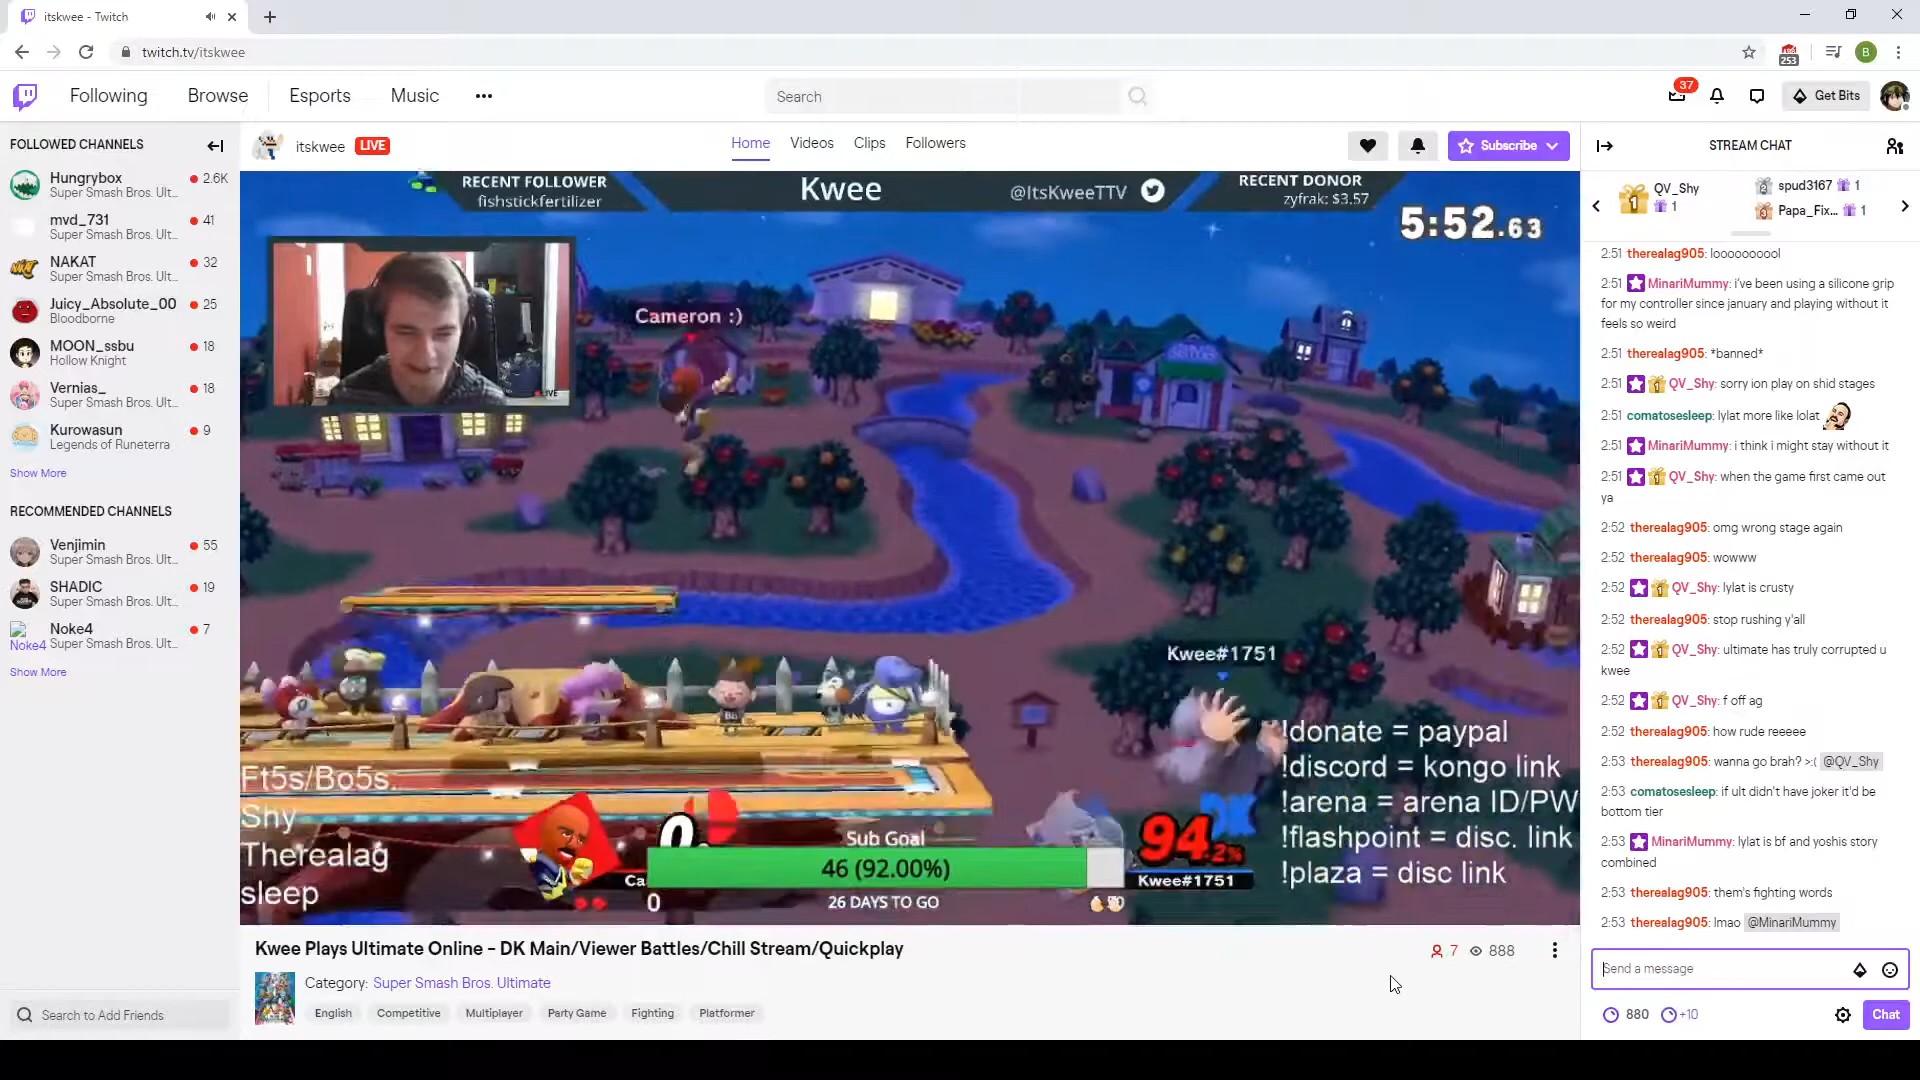 itskwee - Twitch
twitch.tv/itskwee
253
B
Following
Browse
Esports
Music
Search
37
Get Bits
FOLLOWED CHANNELS
Hungrybox
2.6K
Super Smash Bros. Ult...
mvd_731
41
Super Smash Bros. Ult...
NAKAT
32
Super Smash Bros. Ult...
Juicy_Absolute_00
25
Bloodborne
MOON_ssbu
18
Hollow Knight
Vernias_
18
Super Smash Bros. Ult...
Kurowasun
9
Legends of Runeterra
Show More
RECOMMENDED CHANNELS
Venjimin
55
Super Smash Bros. Ult...
SHADIC
19
Super Smash Bros. Ult...
Noke4
7
Noke4
Super Smash Bros. Ult...
Show More
Search to Add Friends
itskwee
LIVE
Home
Videos
Clips
Followers
Subscribe
RECENT FOLLOWER
fishstickfertilizer
Kwee
@ItsKweeTTV
RECENT DONOR
zyfrak: $3.57
5:52.63
LIVE
Cameron :)
Kwee#1751
!donate = paypal
!discord = kongo link
!arena = arena ID/PW
!flashpoint = disc. link
!plaza = disc link
Ft5s/Bo5s.
Shy
Therealag
sleep
0
Ca
0
Sub Goal
46 (92.00%)
26 DAYS TO GO
50
DK
94.2%
Kwee#1751
Kwee Plays Ultimate Online - DK Main/Viewer Battles/Chill Stream/Quickplay
7
888
Category: Super Smash Bros. Ultimate
English
Competitive
Multiplayer
Party Game
Fighting
Platformer
STREAM CHAT
1
QV_Shy
1
2
spud3167
1
3
Papa_Fix...
1
2:51 therealag905: loooooooool
2:51 MinariMummy: i've been using a silicone grip
for my controller since january and playing without it
feels so weird
2:51 therealag905: *banned*
2:51 QV_Shy: sorry ion play on shid stages
2:51 comatosesleep: lylat more like lolat
2:51 MinariMummy: i think i might stay without it
2:51 QV_Shy: when the game first came out
ya
2:52 therealag905: omg wrong stage again
2:52 therealag905: wowww
2:52 QV_Shy: lylat is crusty
2:52 therealag905: stop rushing y'all
2:52 QV_Shy: ultimate has truly corrupted u
kwee
2:52 QV_Shy: f off ag
2:52 therealag905: how rude reeeee
2:53 therealag905: wanna go brah? >:( @QV_Shy
2:53 comatosesleep: if ult didn't have joker it'd be
bottom tier
2:53 MinariMummy: lylat is bf and yoshis story
combined
2:53 therealag905: them's fighting words
2:53 therealag905: lmao @MinariMummy
Send a message
880
+10
Chat